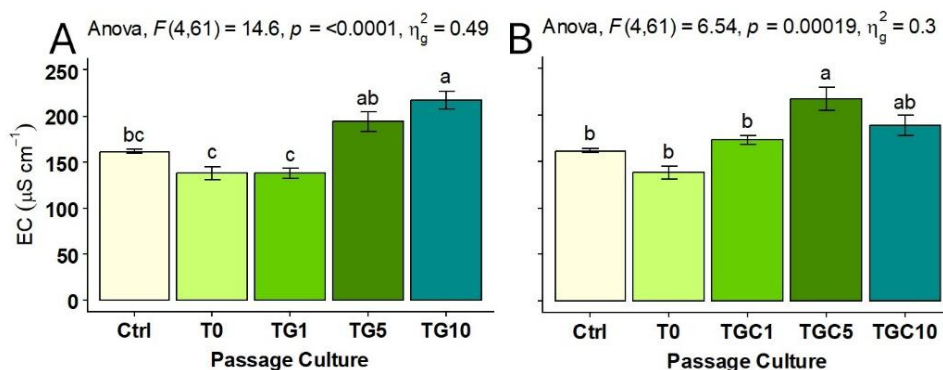 A Anova, F(4,61) = 14.6, p = <0.0001, η²g = 0.49
EC (µS cm⁻¹)
250
200
150
100
50
0
bc
c
c
ab
a
Ctrl T0 TG1 TG5 TG10
Passage Culture
B Anova, F(4,61) = 6.54, p = 0.00019, η²g = 0.3
b
b
b
a
ab
Ctrl T0 TGC1 TGC5 TGC10
Passage Culture